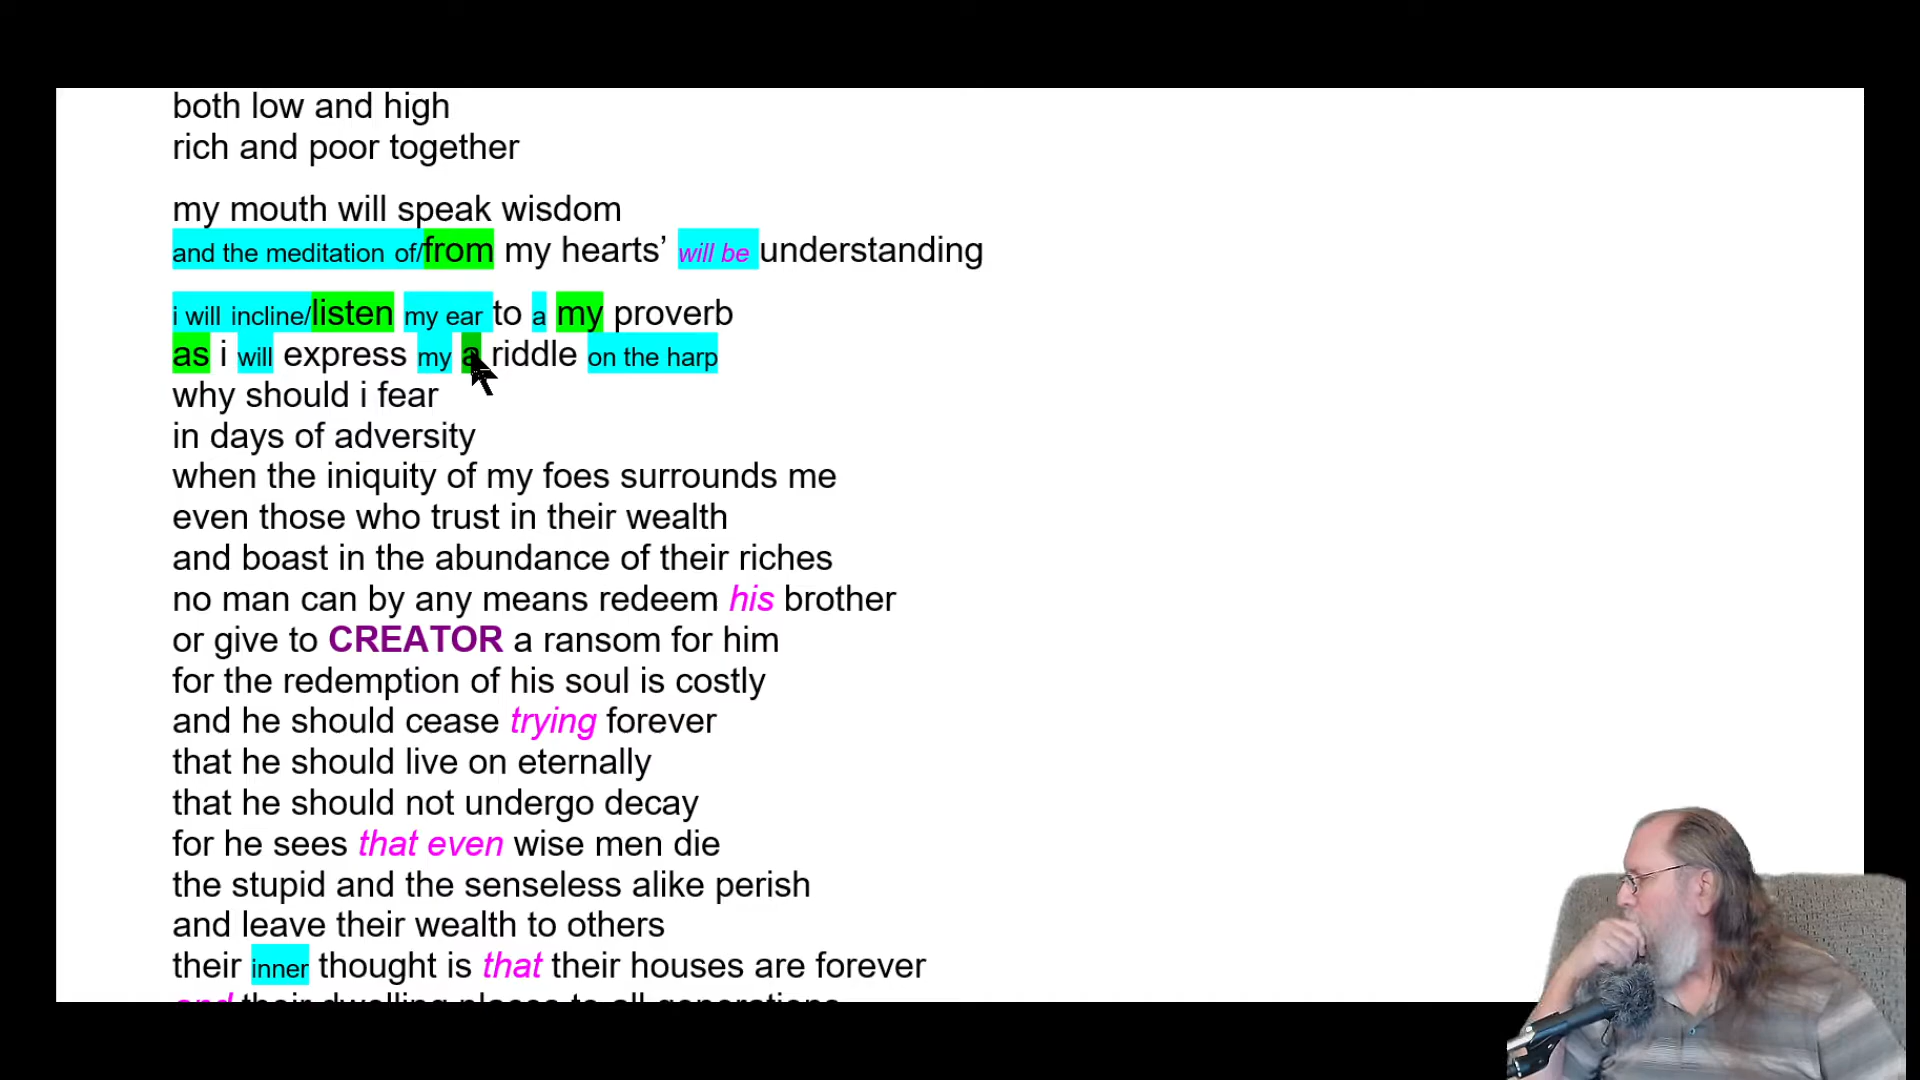 both low and high
rich and poor together
my mouth will speak wisdom
and the meditation of/from my hearts’ will be understanding
i will incline/listen my ear to a my proverb
as i will express my a riddle on the harp
why should i fear
in days of adversity
when the iniquity of my foes surrounds me
even those who trust in their wealth
and boast in the abundance of their riches
no man can by any means redeem his brother
or give to CREATOR a ransom for him
for the redemption of his soul is costly
and he should cease trying forever
that he should live on eternally
that he should not undergo decay
for he sees that even wise men die
the stupid and the senseless alike perish
and leave their wealth to others
their inner thought is that their houses are forever
and their dwelling places to all generations